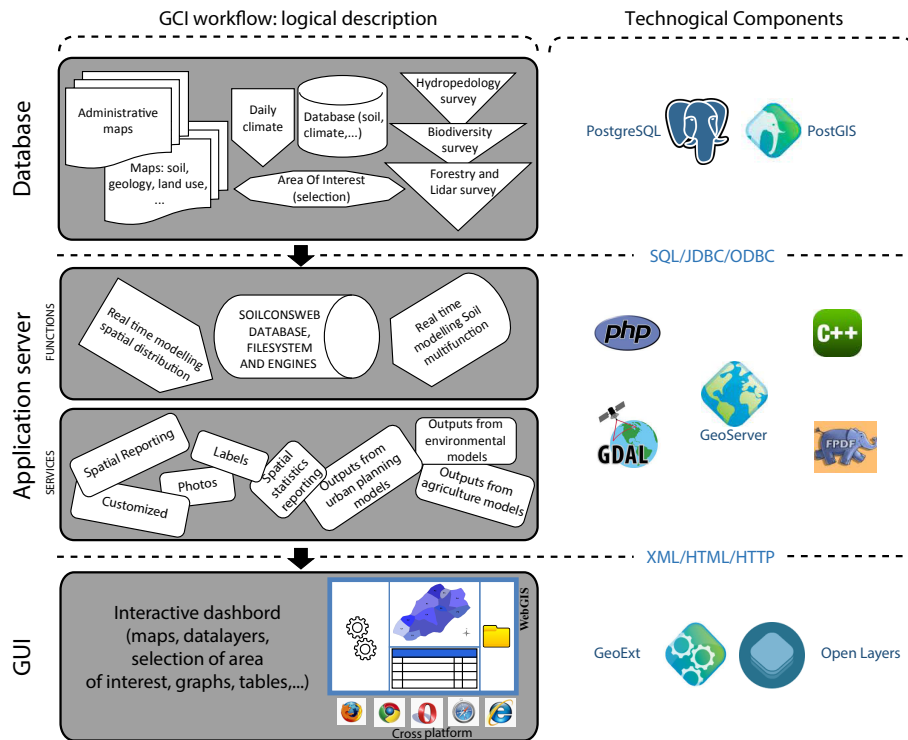 GCI workflow: logical description
Technogical Components
Database
Administrative
maps
Maps: soil,
geology, land use,
...
Daily
climate
Database (soil,
climate,...)
Area Of Interest
(selection)
Hydropedology
survey
Biodiversity
survey
Forestry and
Lidar survey
PostgreSQL
PostGIS
SQL/JDBC/ODBC
Application server
FUNCTIONS
Real time modelling
spatial distribution
SOILCONSWEB
DATABASE,
FILESYSTEM
AND ENGINES
Real time
modelling Soil
multifunction
php
C++
GeoServer
GDAL
FPDF
SERVICES
Spatial Reporting
Customized
Photos
Labels
Spatial
statistics
reporting
Outputs from
urban planning
models
Outputs from
environmental
models
Outputs from
agriculture models
XML/HTML/HTTP
GUI
Interactive dashbord
(maps, datalayers,
selection of area
of interest, graphs, tables,...)
WebGIS
Cross platform
GeoExt
Open Layers